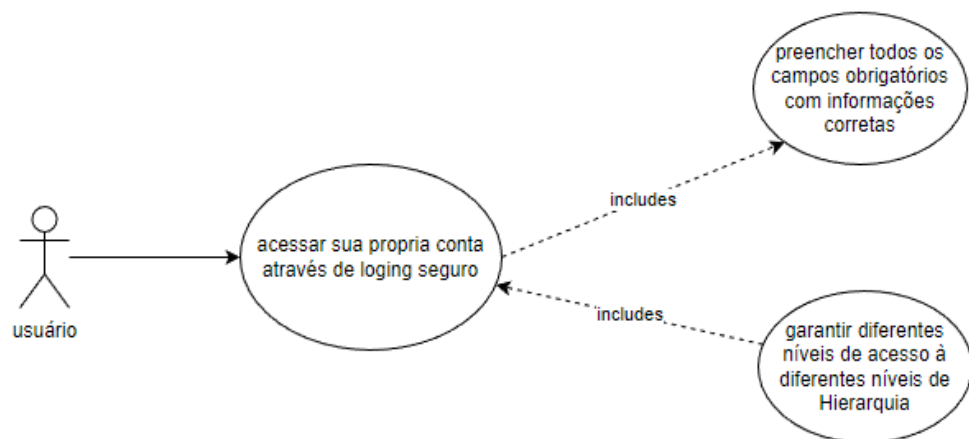 preencher todos os
campos obrigatórios
com informações
corretas
includes
acessar sua propria conta
através de loging seguro
includes
usuário
garantir diferentes
níveis de acesso à
diferentes níveis de
Hierarquia